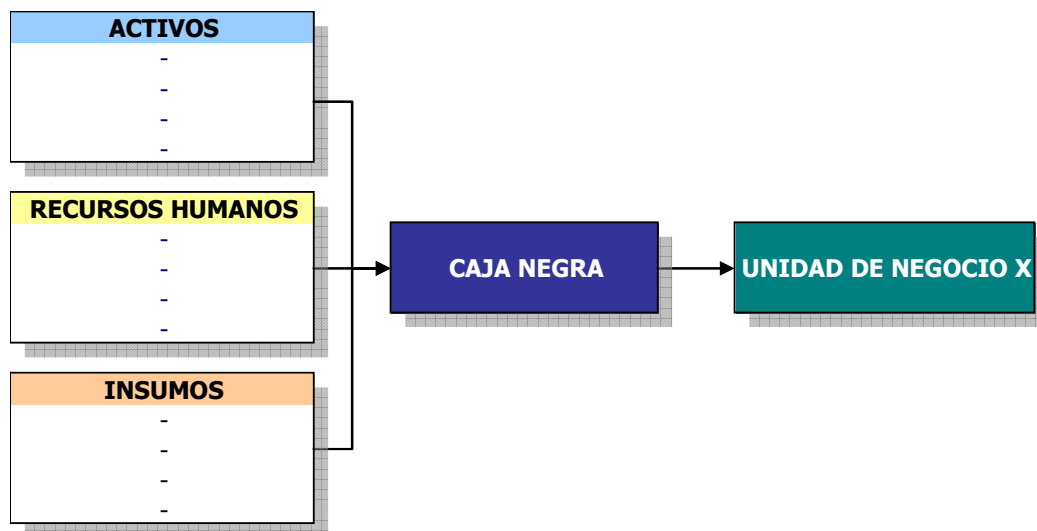 ACTIVOS
-
-
-
-
RECURSOS HUMANOS
-
-
-
-
INSUMOS
-
-
-
-
CAJA NEGRA
UNIDAD DE NEGOCIO X